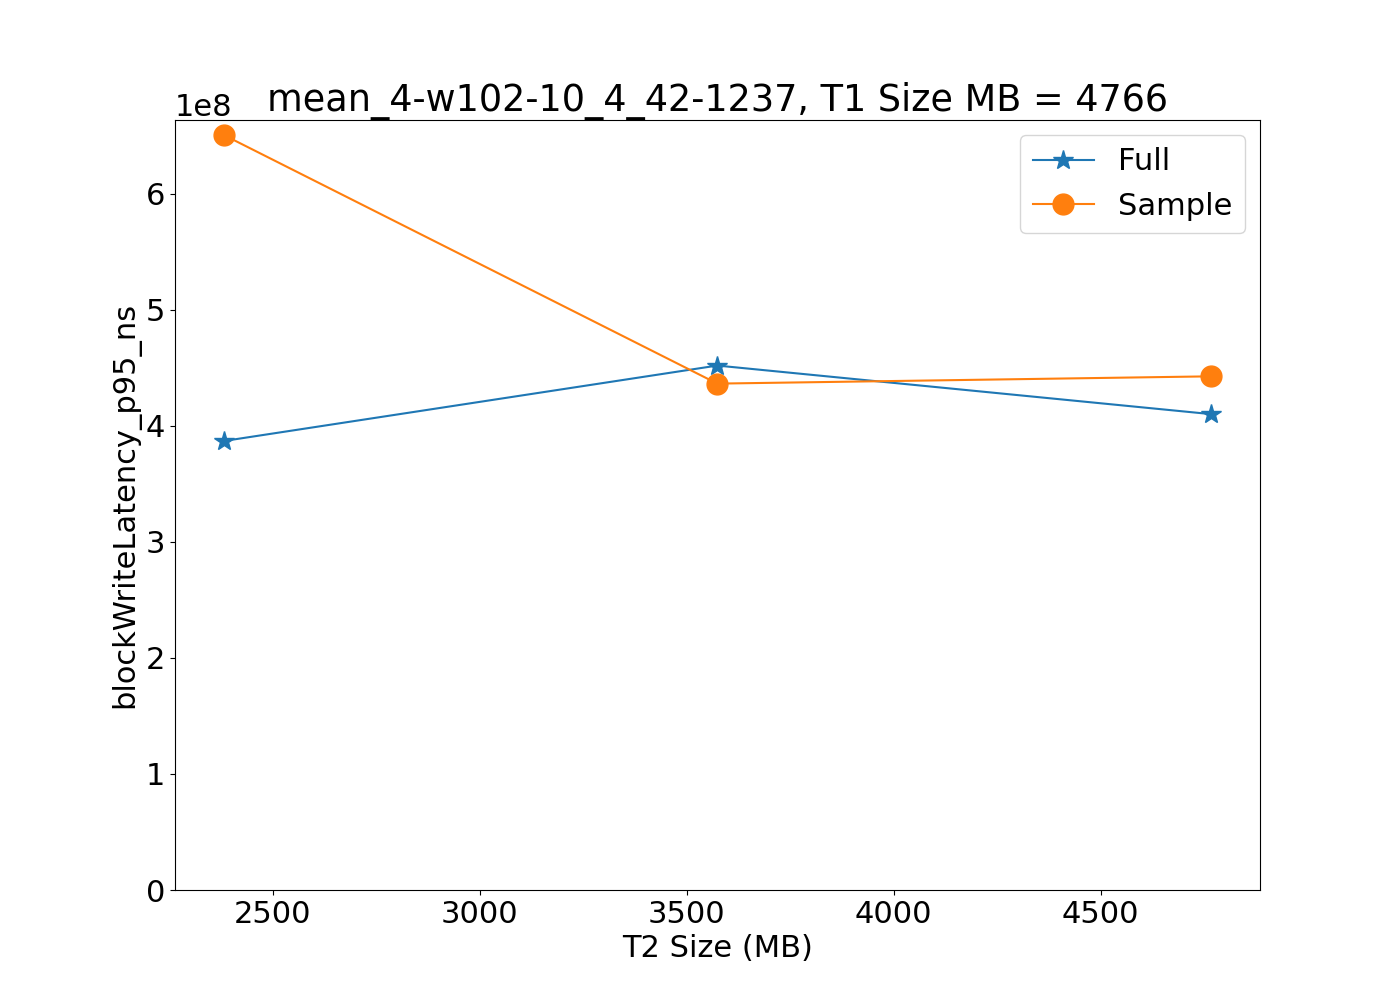 1e8
mean_4-w102-10_4_42-1237, T1 Size MB = 4766
Full
Sample
6
5
4
3
2
1
0
blockWriteLatency_p95_ns
2500 3000 3500 4000 4500
T2 Size (MB)